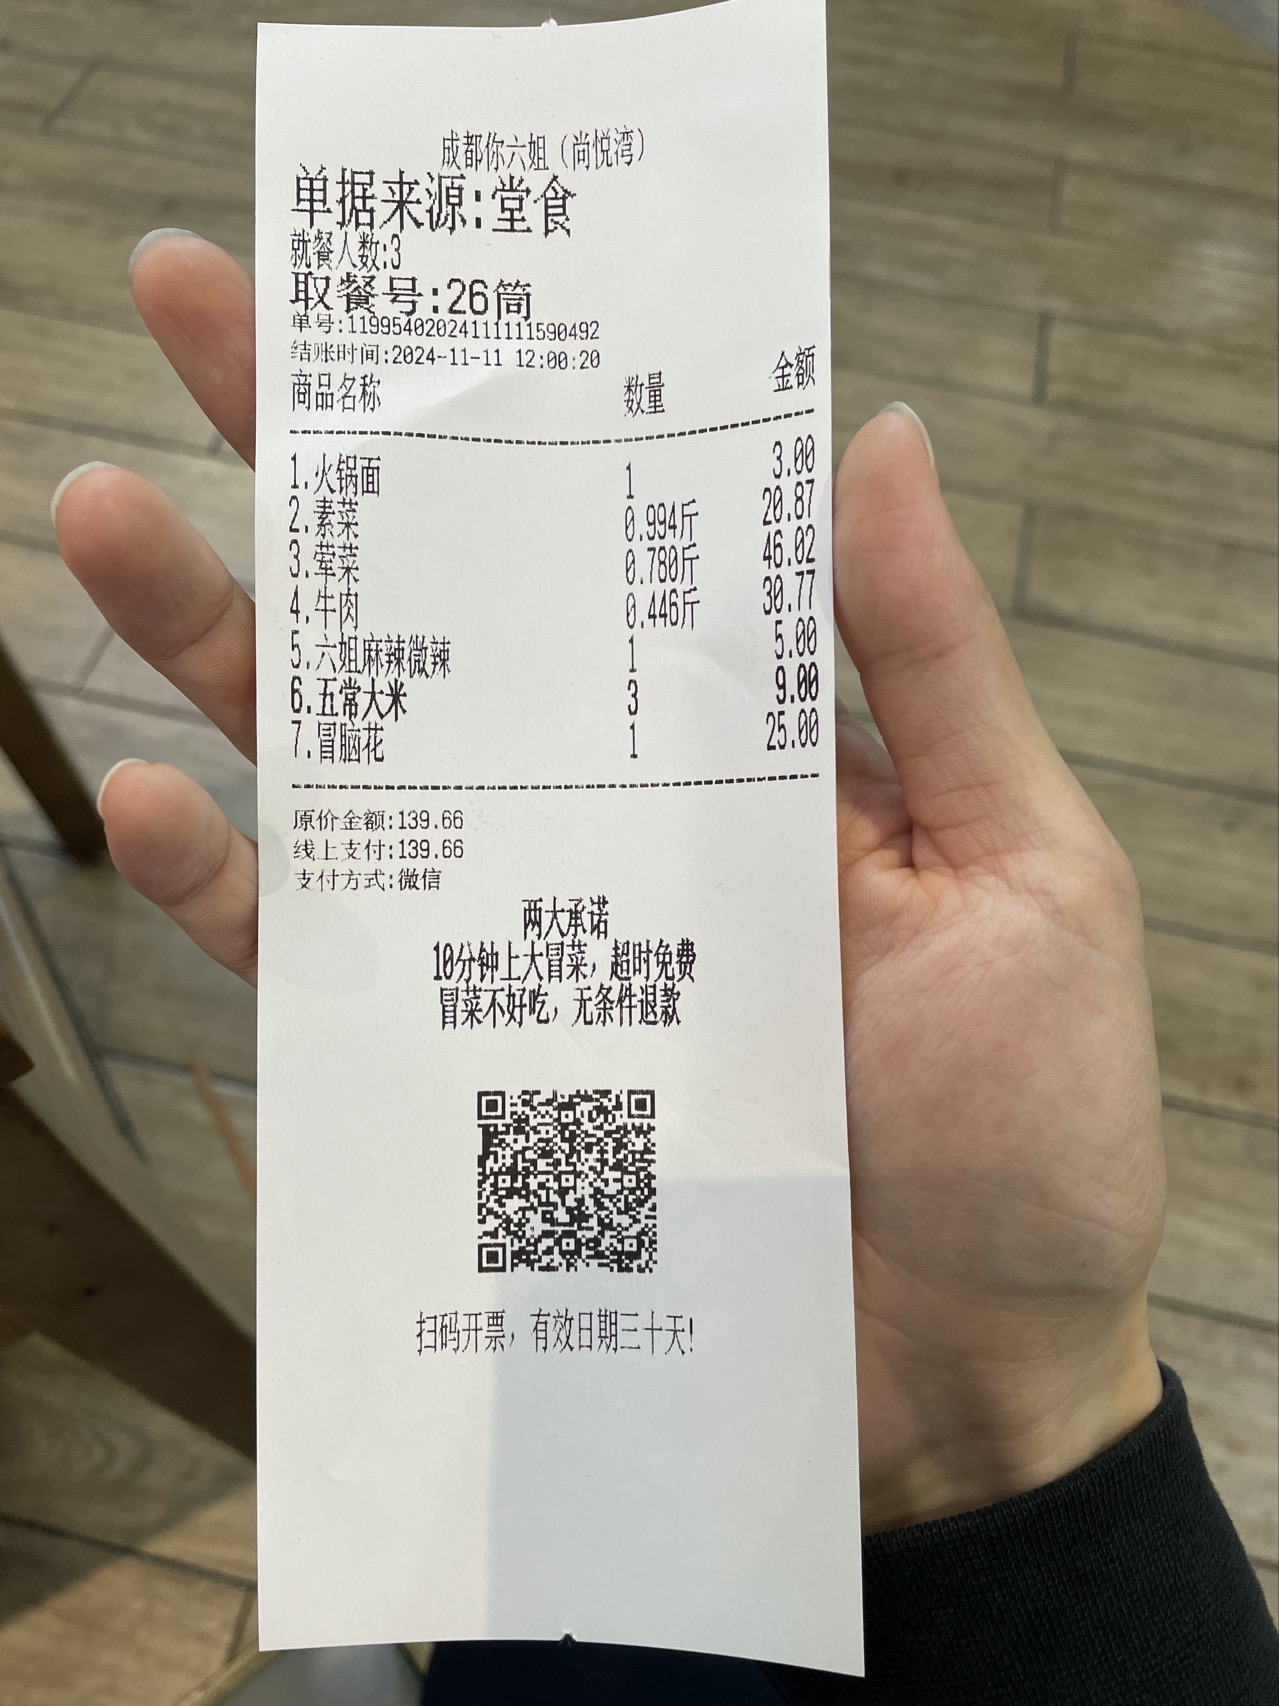 成都你六姐（尚悦湾）
单据来源:堂食
就餐人数:3
取餐号:26筒
单号:11995402024111111590492
结账时间:2024-11-11 12:00:20
商品名称 数量 金额
1.火锅面 1 3.00
2.素菜 0.994斤 20.87
3.荤菜 0.780斤 46.02
4.牛肉 0.446斤 30.77
5.六姐麻辣微辣 1 5.00
6.五常大米 3 9.00
7.冒脑花 1 25.00
原价金额:139.66
线上支付:139.66
支付方式:微信
两大承诺
10分钟上大冒菜，超时免费
冒菜不好吃，无条件退款
扫码开票，有效日期三十天!